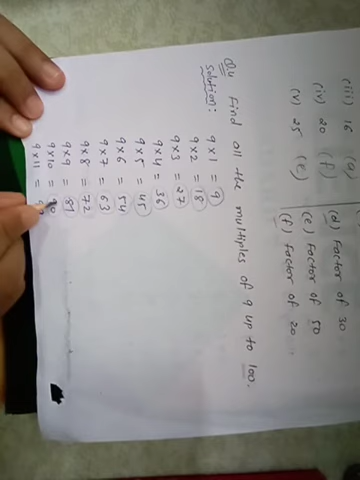 (iii) 16 (a) (d) Factor of 30
(iv) 20 (f) (e) Factor of 50
(v) 25 (e) (f) Factor of 20
Q4 Find all the multiples of 9 up to 100.
Solution:
9 x 1 = 9
9 x 2 = 18
9 x 3 = 27
9 x 4 = 36
9 x 5 = 45
9 x 6 = 54
9 x 7 = 63
9 x 8 = 72
9 x 9 = 81
9 x 10 = 90
9 x 11 =